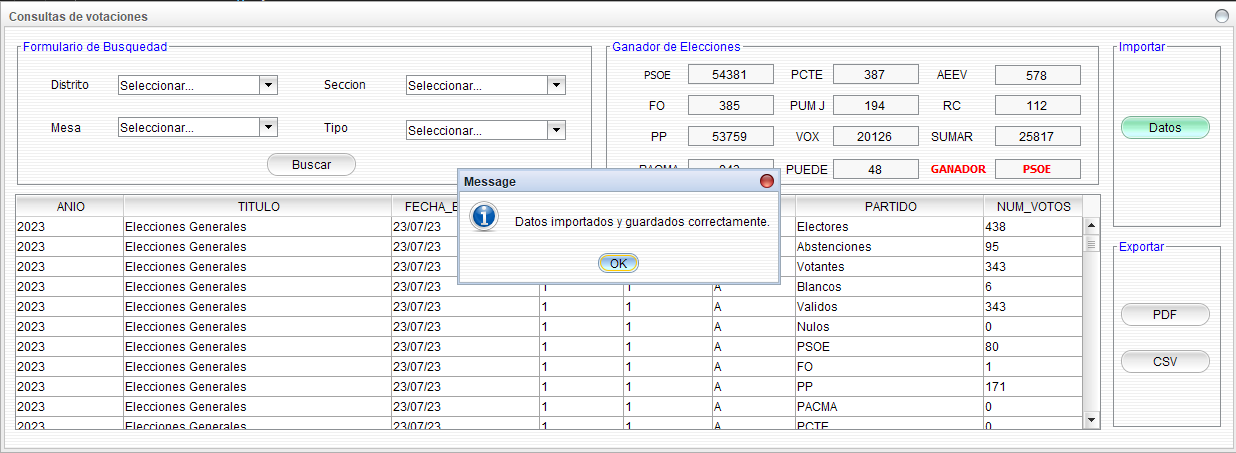 Consultas de votaciones
Formulario de Busquedad
Distrito Seleccionar... Seccion Seleccionar...
Mesa Seleccionar... Tipo Seleccionar...
Buscar
Ganador de Elecciones
PSOE 54381 PCTE 387 AEEV 578
FO 385 PUM J 194 RC 112
PP 53759 VOX 20126 SUMAR 25817
PUEDE 48 GANADOR PSOE
Importar
Datos
Exportar
PDF
CSV
Message
Datos importados y guardados correctamente.
OK
ANIO TITULO PARTIDO NUM_VOTOS
2023 Elecciones Generales 23/07/23 Electores 438
2023 Elecciones Generales 23/07/23 Abstenciones 95
2023 Elecciones Generales 23/07/23 Votantes 343
2023 Elecciones Generales 23/07/23 1 1 A Blancos 6
2023 Elecciones Generales 23/07/23 1 1 A Validos 343
2023 Elecciones Generales 23/07/23 1 1 A Nulos 0
2023 Elecciones Generales 23/07/23 1 1 A PSOE 80
2023 Elecciones Generales 23/07/23 1 1 A FO 1
2023 Elecciones Generales 23/07/23 1 1 A PP 171
2023 Elecciones Generales 23/07/23 1 1 A PACMA 0
2023 Elecciones Generales 23/07/23 1 1 A PCTE 0